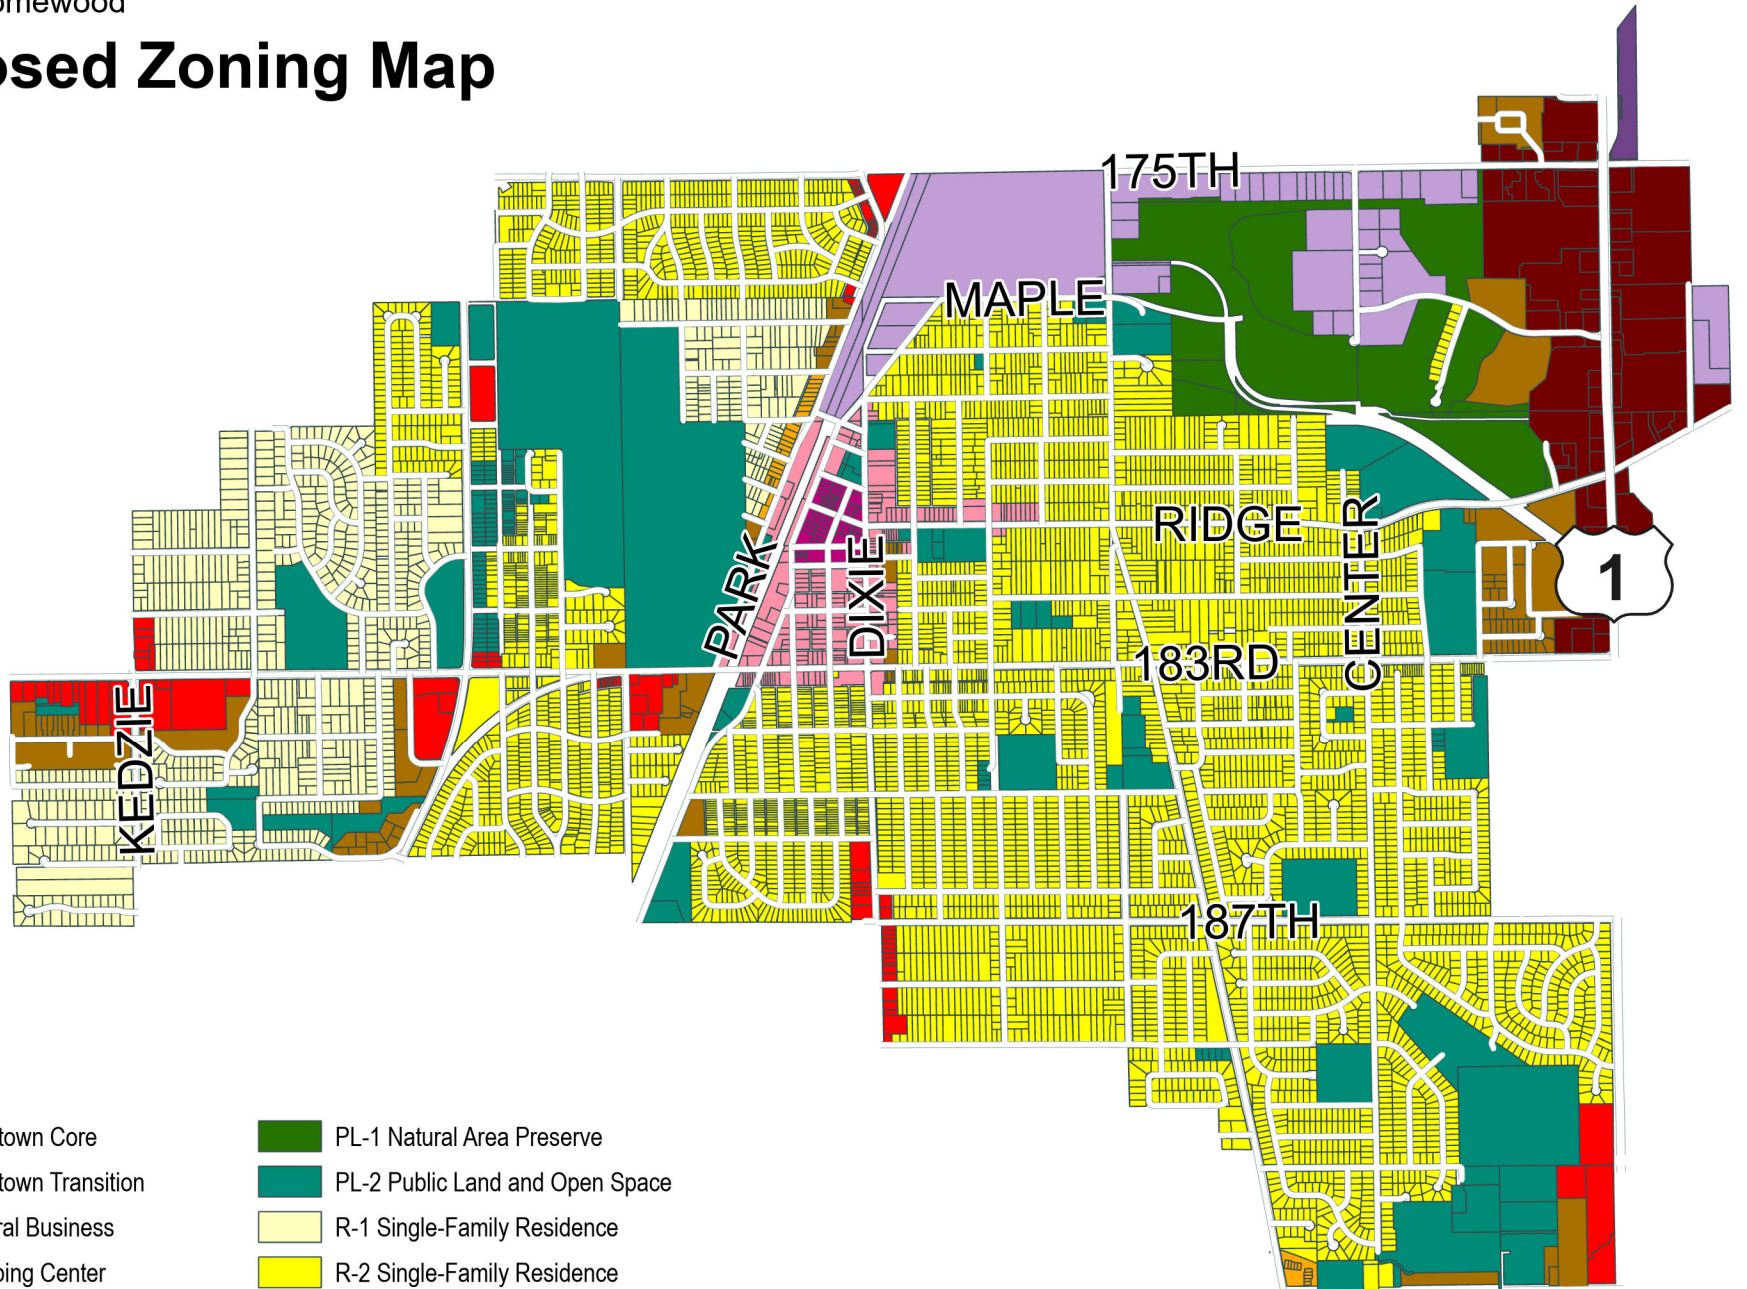 omewood
osed Zoning Map
175TH
MAPLE
RIDGE
1
PARK
DIXIE
CENTER
183RD
KEDZIE
187TH
town Core
town Transition
ral Business
ping Center
PL-1 Natural Area Preserve
PL-2 Public Land and Open Space
R-1 Single-Family Residence
R-2 Single-Family Residence